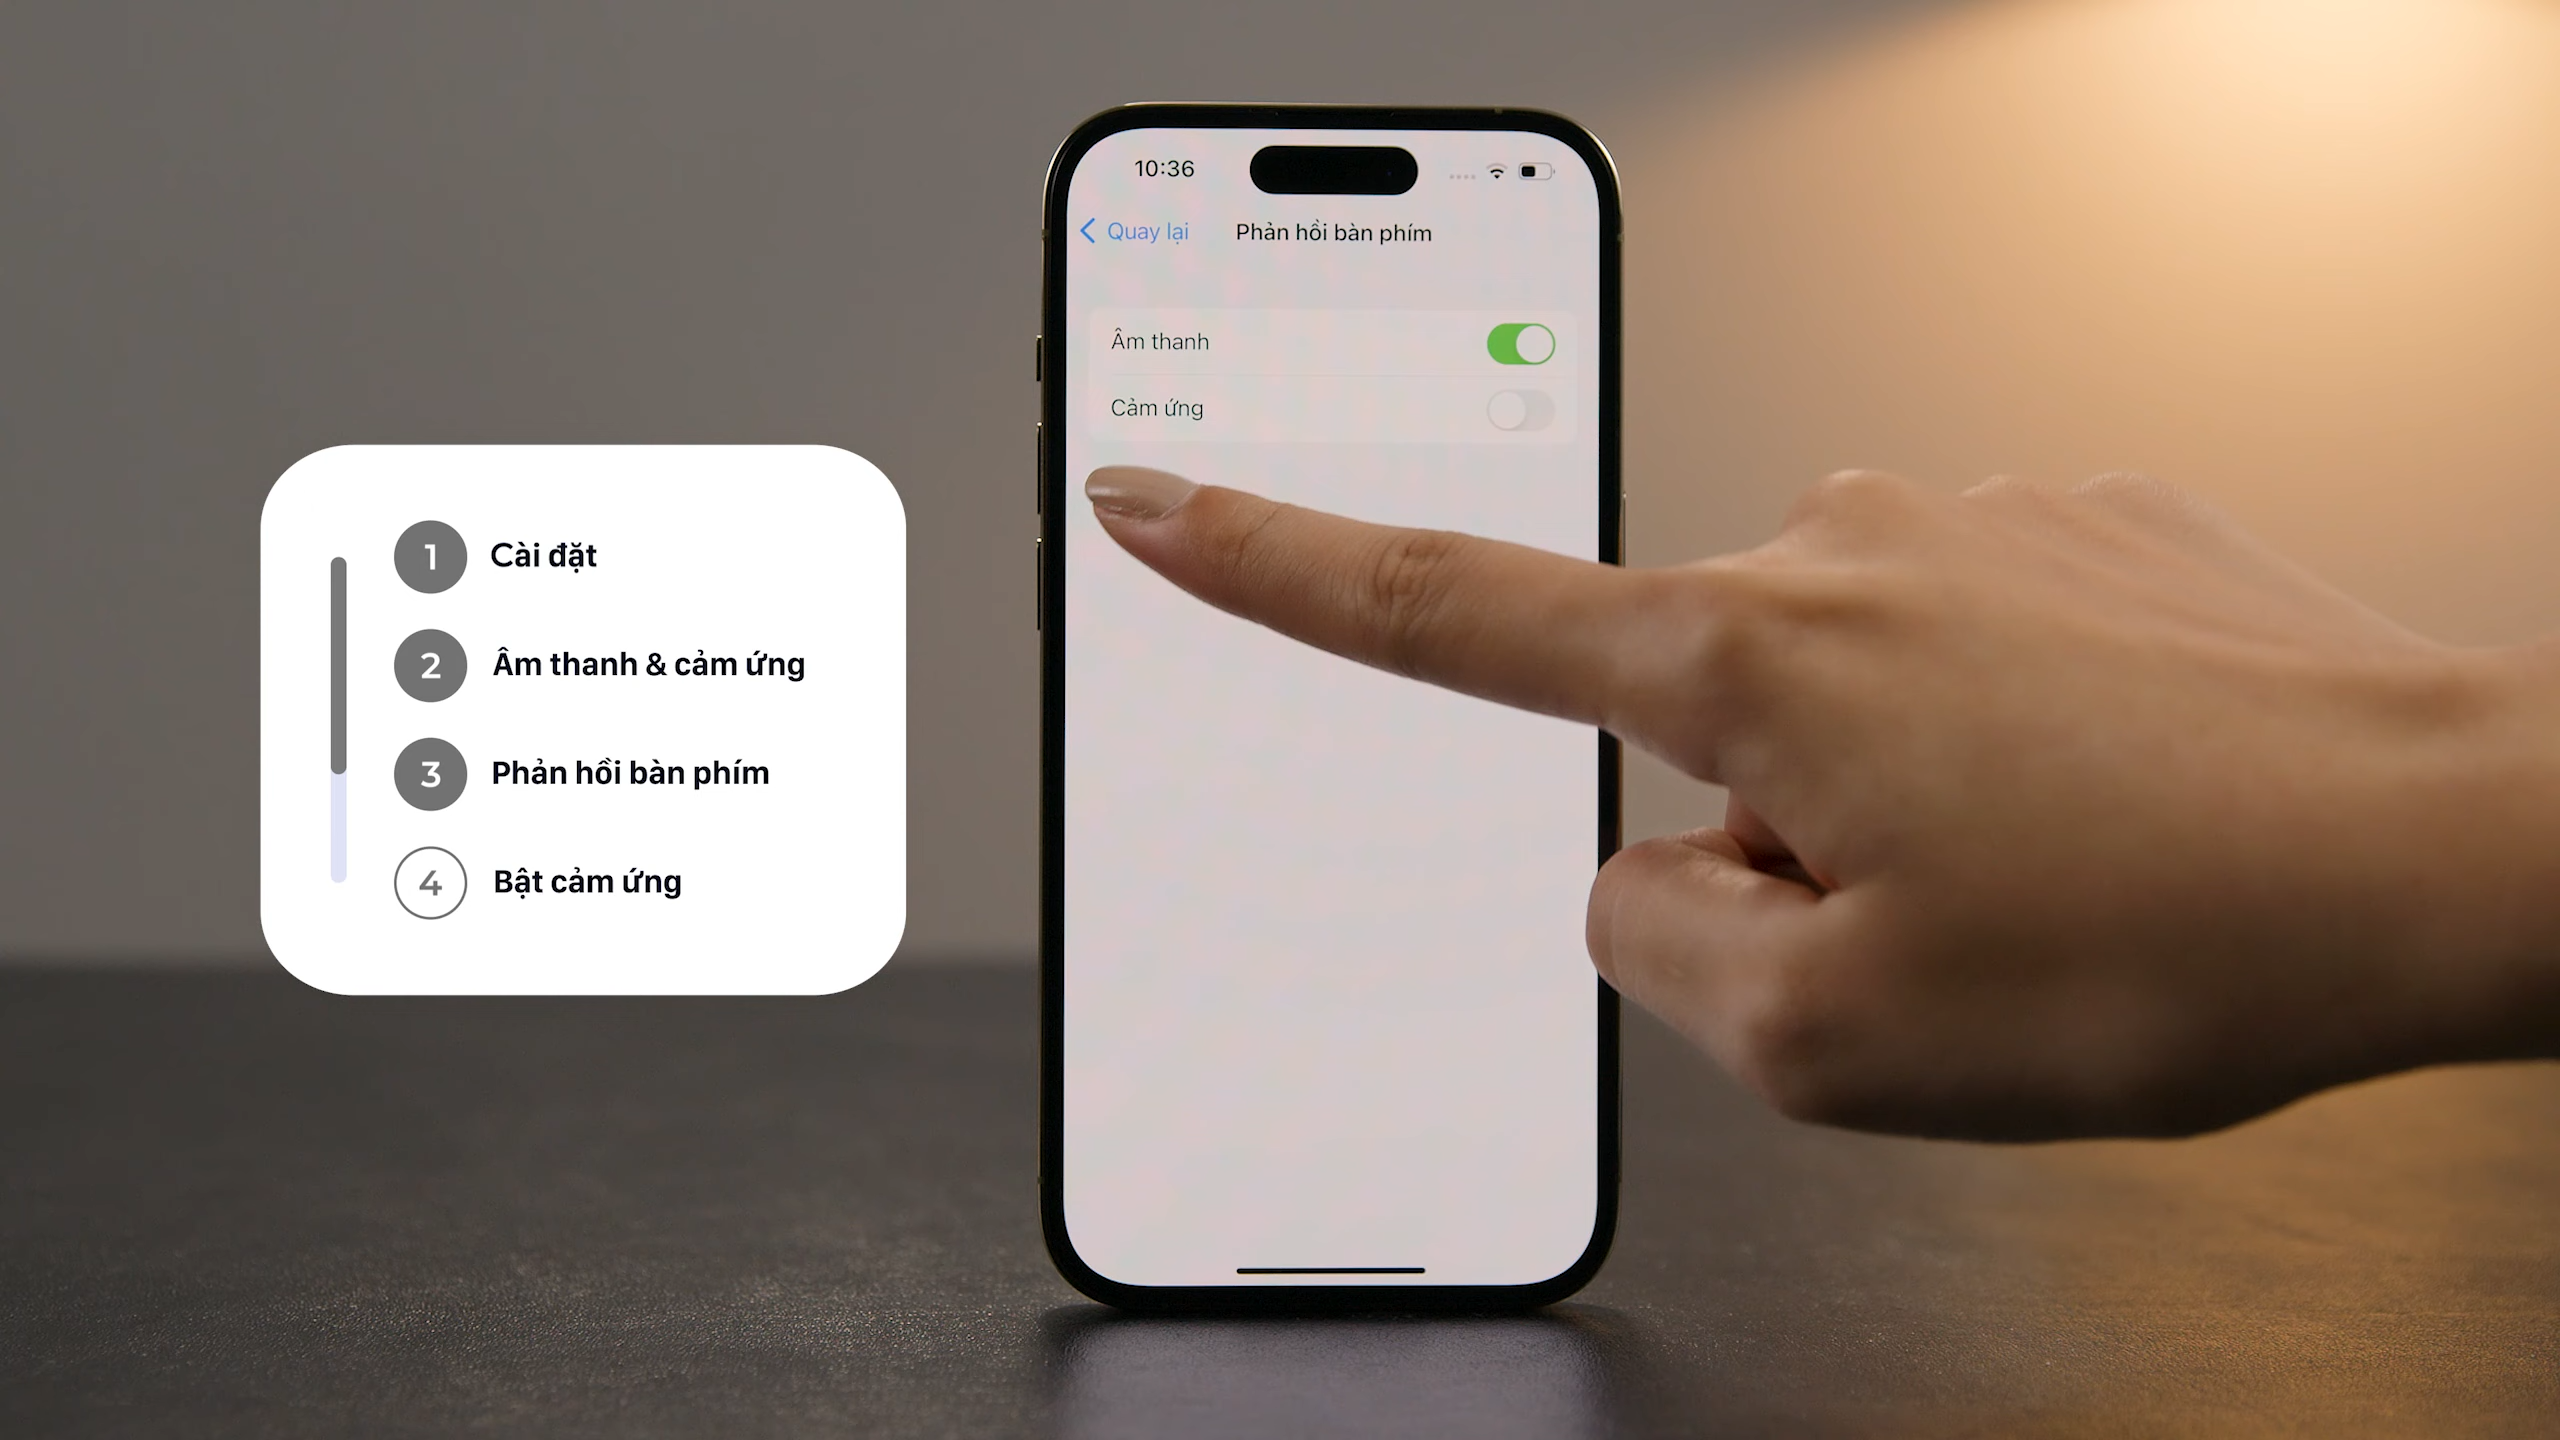 1 Cài đặt
2 Âm thanh & cảm ứng
3 Phản hồi bàn phím
4 Bật cảm ứng
10:36
Quay lại Phản hồi bàn phím
Âm thanh
Cảm ứng